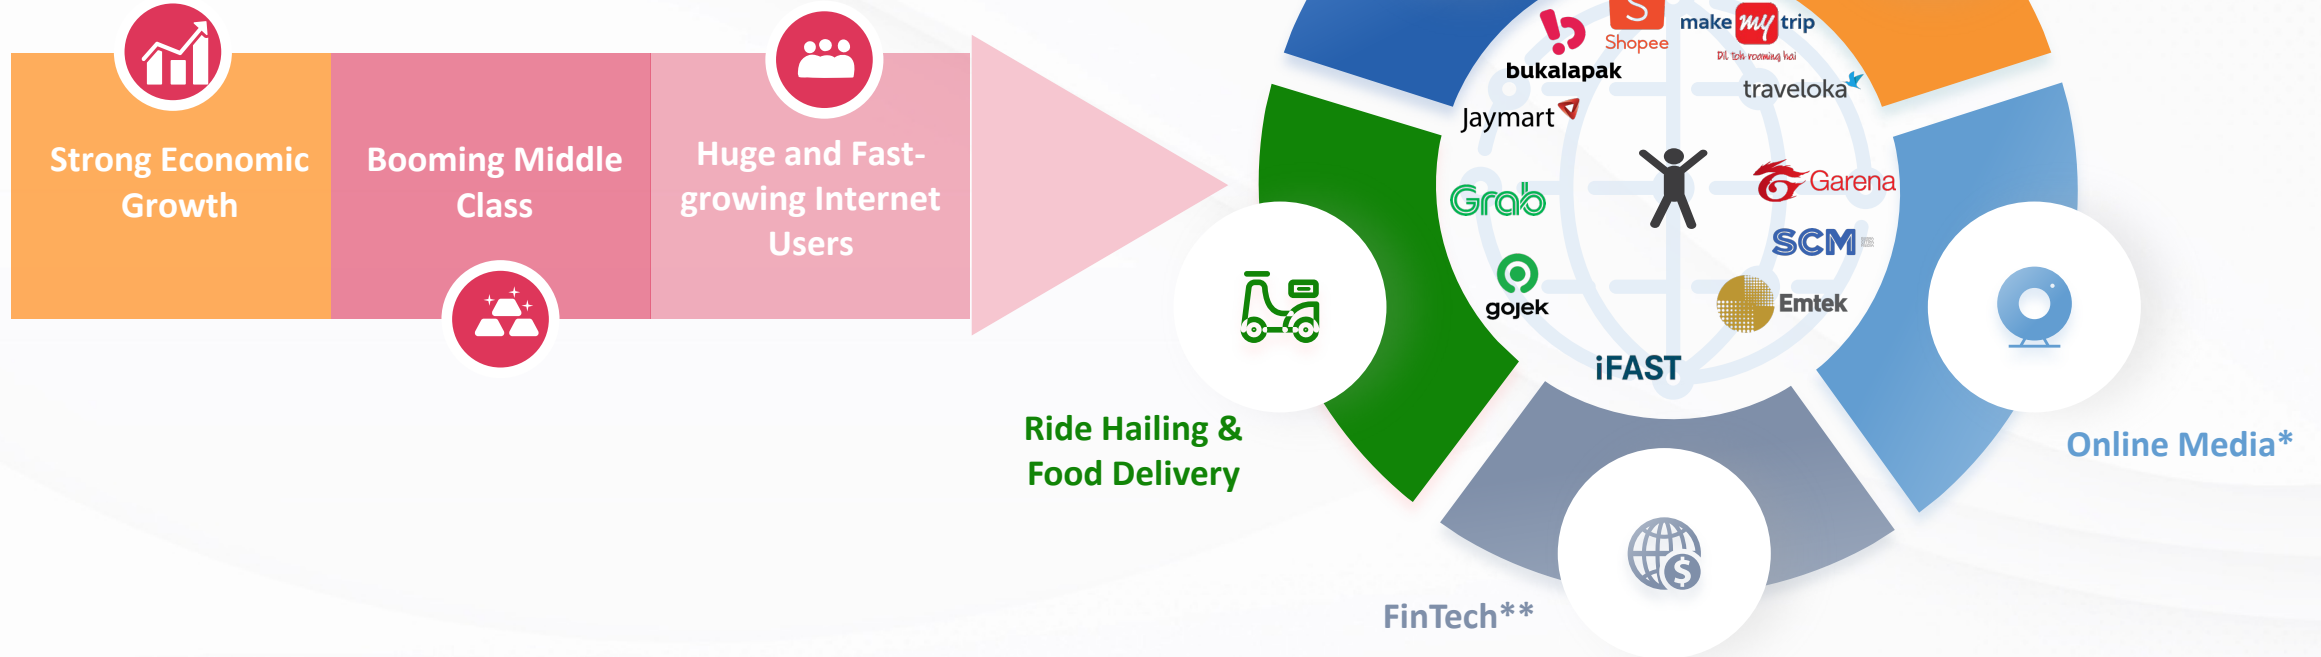 Strong Economic
Growth
Booming Middle
Class
Huge and Fast-
growing Internet
Users
bukalapak
Shopee
make my trip
Dil toh roaming hai
traveloka
Jaymart
Grab
Garena
SCM
gojek
Emtek
iFAST
Ride Hailing &
Food Delivery
Online Media*
FinTech**
$